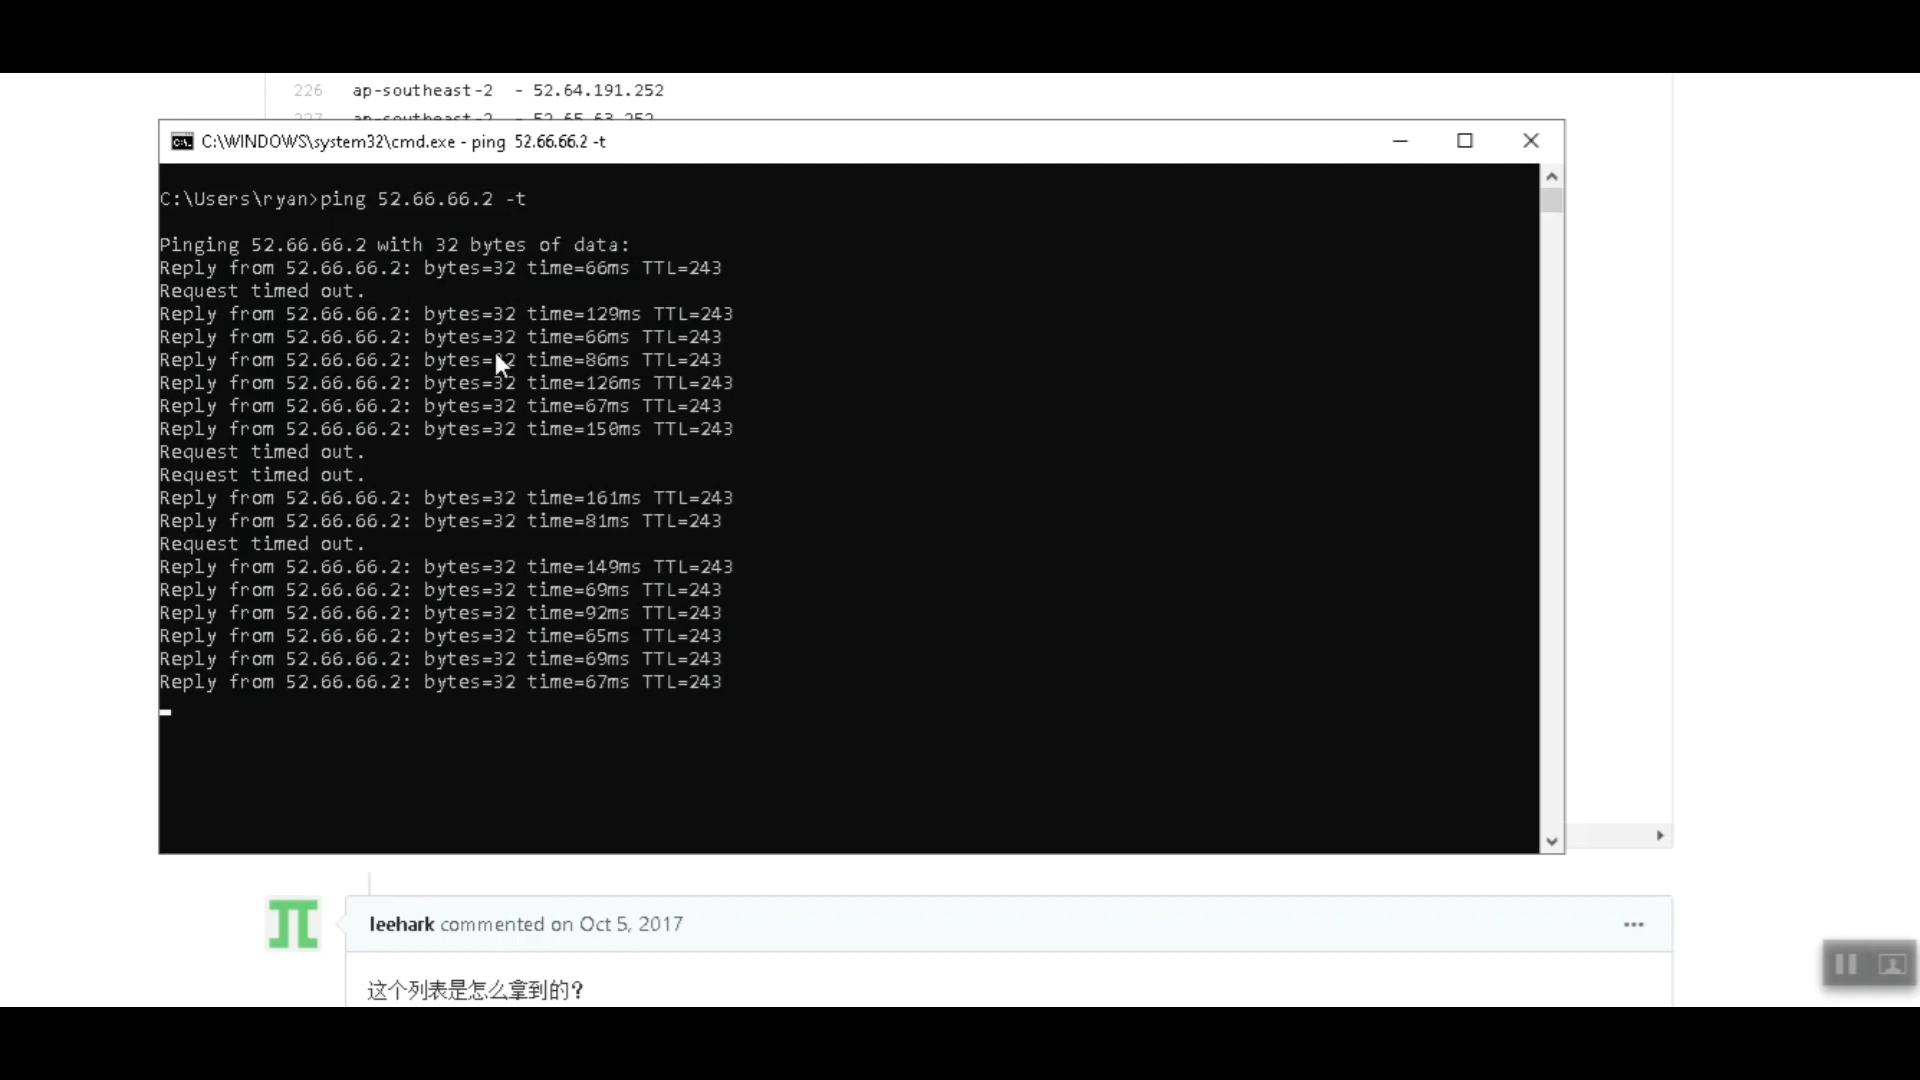 226 ap-southeast-2 - 52.64.191.252
227 ap-southeast-2 - 52.65.63.252
C:\WINDOWS\system32\cmd.exe - ping 52.66.66.2 -t
C:\Users\ryan>ping 52.66.66.2 -t
Pinging 52.66.66.2 with 32 bytes of data:
Reply from 52.66.66.2: bytes=32 time=66ms TTL=243
Request timed out.
Reply from 52.66.66.2: bytes=32 time=129ms TTL=243
Reply from 52.66.66.2: bytes=32 time=66ms TTL=243
Reply from 52.66.66.2: bytes=32 time=86ms TTL=243
Reply from 52.66.66.2: bytes=32 time=126ms TTL=243
Reply from 52.66.66.2: bytes=32 time=67ms TTL=243
Reply from 52.66.66.2: bytes=32 time=150ms TTL=243
Request timed out.
Request timed out.
Reply from 52.66.66.2: bytes=32 time=161ms TTL=243
Reply from 52.66.66.2: bytes=32 time=81ms TTL=243
Request timed out.
Reply from 52.66.66.2: bytes=32 time=149ms TTL=243
Reply from 52.66.66.2: bytes=32 time=69ms TTL=243
Reply from 52.66.66.2: bytes=32 time=92ms TTL=243
Reply from 52.66.66.2: bytes=32 time=65ms TTL=243
Reply from 52.66.66.2: bytes=32 time=69ms TTL=243
Reply from 52.66.66.2: bytes=32 time=67ms TTL=243
leehark commented on Oct 5, 2017
这个列表是怎么拿到的?